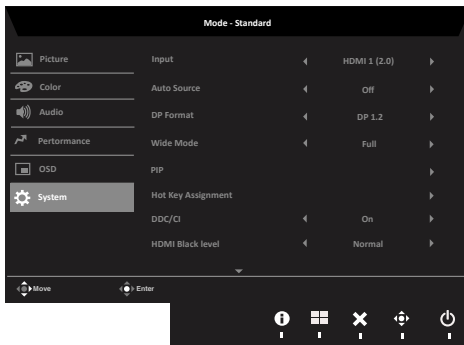 Mode - Standard
Picture
Input HDMI 1 (2.0)
Color
Auto Source Off
Audio
DP Format DP 1.2
Pertormance
Wide Mode Full
OSD
PIP
System
Hot Key Assignment
DDC/CI On
HDMI Black level Normal
Move Enter